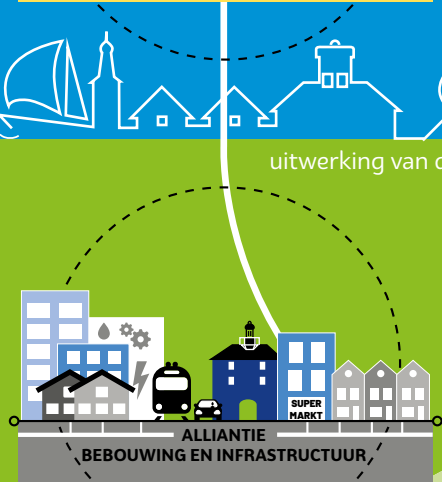 uitwerking van d
SUPER
MARKT
ALLIANTIE
BEBOUWING EN INFRASTRUCTUUR